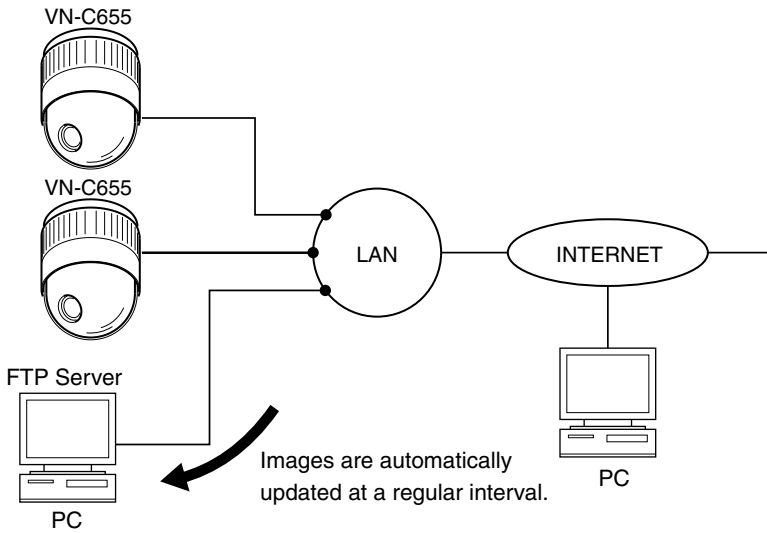 VN-C655
VN-C655
LAN
INTERNET
FTP Server
PC
Images are automatically
updated at a regular interval.
PC